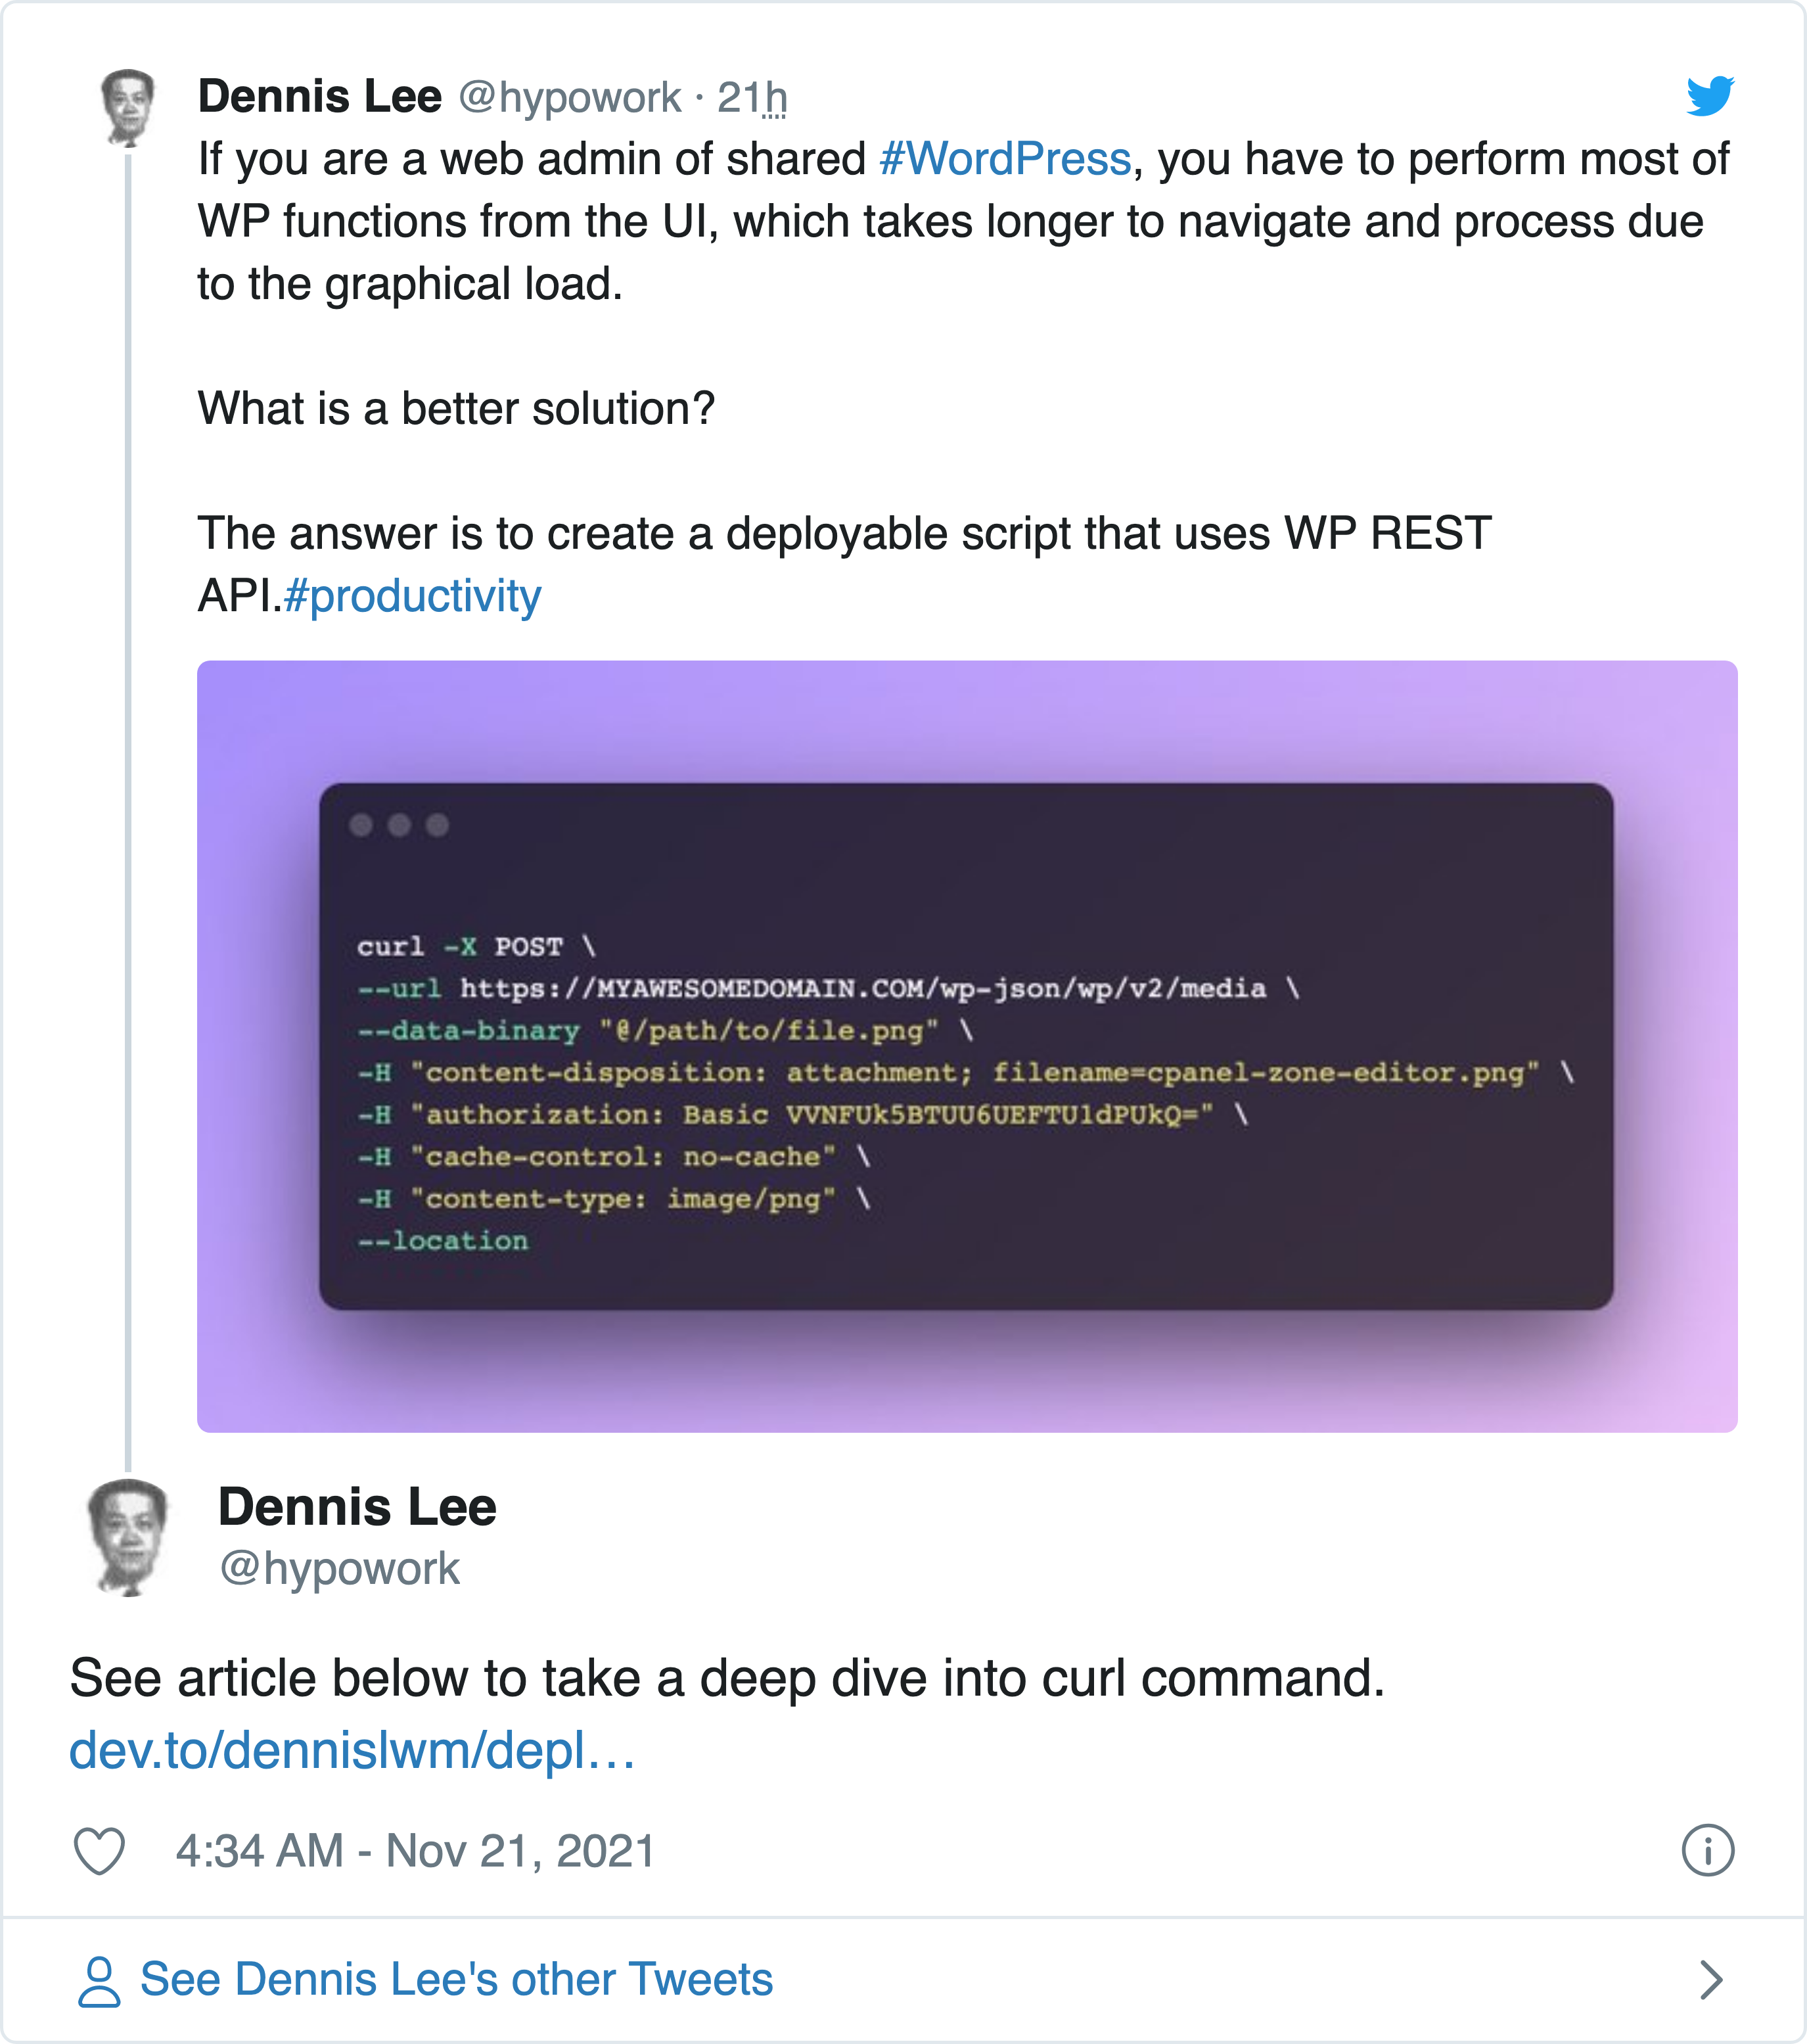 Dennis Lee @hypowork · 21h
If you are a web admin of shared #WordPress, you have to perform most of
WP functions from the UI, which takes longer to navigate and process due
to the graphical load.
What is a better solution?
The answer is to create a deployable script that uses WP REST
API.#productivity
curl -X POST \
--url https://MYAWESOMEDOMAIN.COM/wp-json/wp/v2/media \
--data-binary "@/path/to/file.png" \
-H "content-disposition: attachment; filename=cpanel-zone-editor.png" \
-H "authorization: Basic VVNFUk5BTUU6UEFTU1dPUkQ=" \
-H "cache-control: no-cache" \
-H "content-type: image/png" \
--location
Dennis Lee
@hypowork
See article below to take a deep dive into curl command.
dev.to/dennislwm/depl…
4:34 AM - Nov 21, 2021
See Dennis Lee's other Tweets